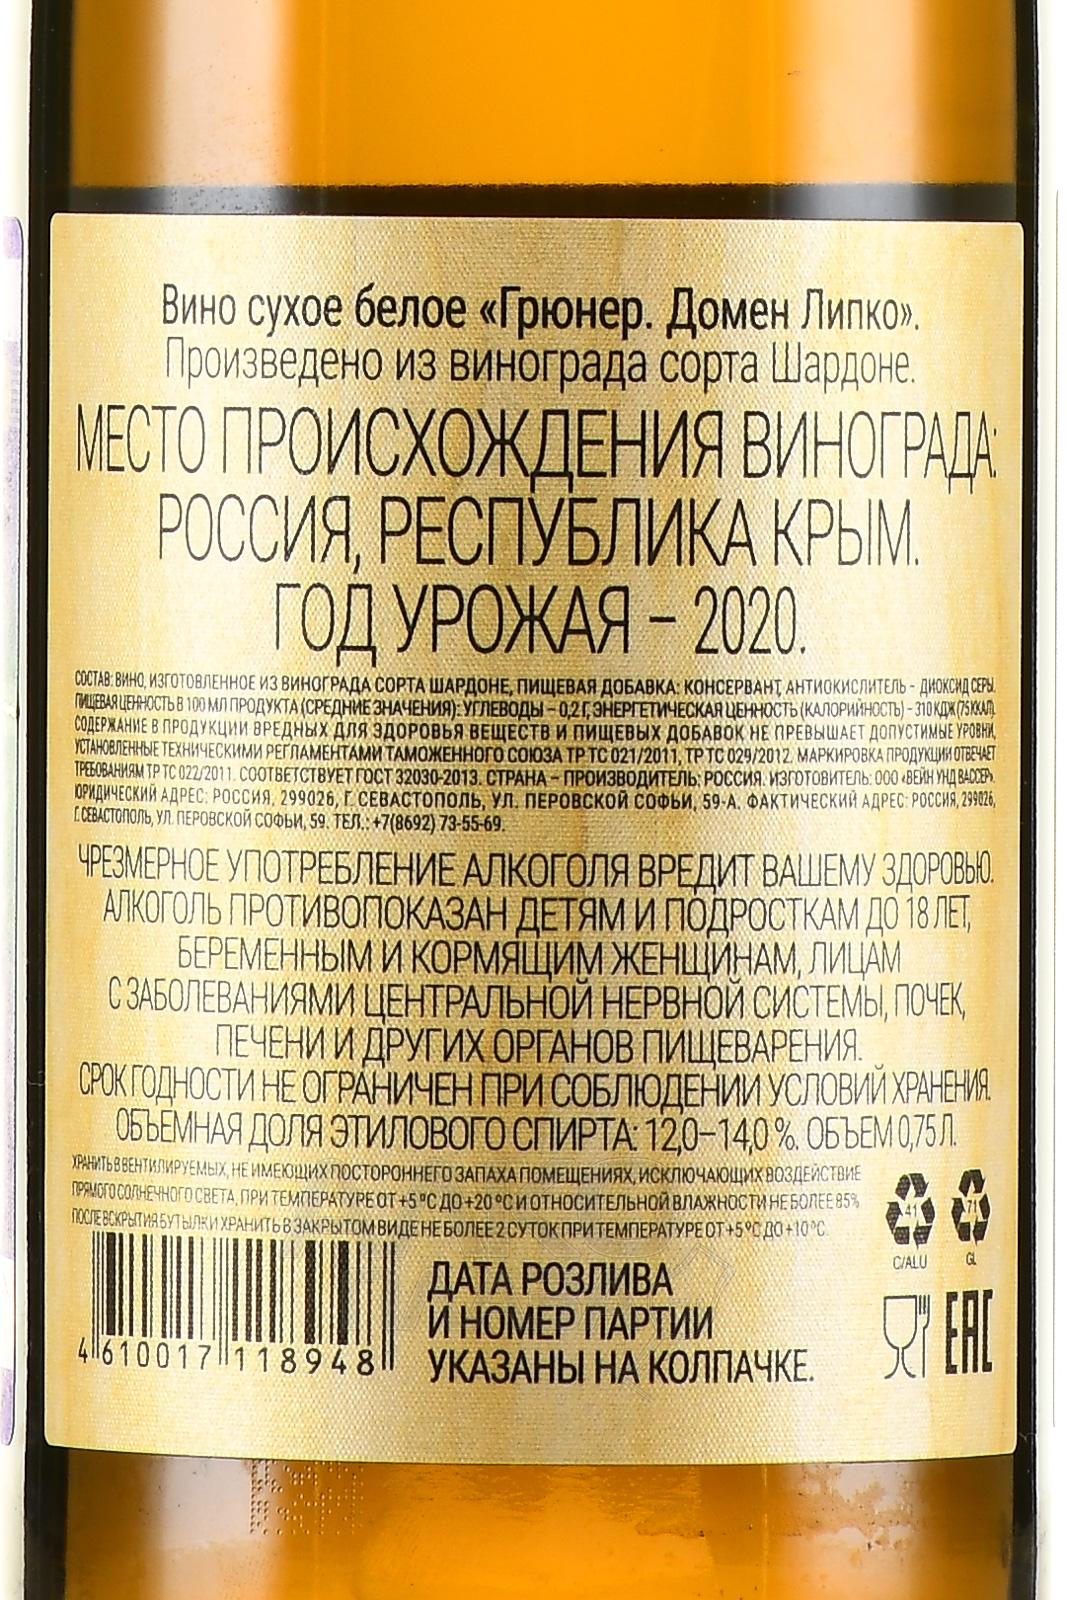 Вино сухое белое «Грюнер. Домен Липко».
Произведено из винограда сорта Шардоне.
МЕСТО ПРОИСХОЖДЕНИЯ ВИНОГРАДА:
РОССИЯ, РЕСПУБЛИКА КРЫМ.
ГОД УРОЖАЯ – 2020.
СОСТАВ: ВИНО, ИЗГОТОВЛЕННОЕ ИЗ ВИНОГРАДА СОРТА ШАРДОНЕ, ПИЩЕВАЯ ДОБАВКА: КОНСЕРВАНТ, АНТИОКИСЛИТЕЛЬ – ДИОКСИД СЕРЫ.
ПИЩЕВАЯ ЦЕННОСТЬ В 100 МЛ ПРОДУКТА (СРЕДНИЕ ЗНАЧЕНИЯ): УГЛЕВОДЫ – 0,2 Г, ЭНЕРГЕТИЧЕСКАЯ ЦЕННОСТЬ (КАЛОРИЙНОСТЬ) – 310 КДЖ (75 ККАЛ).
СОДЕРЖАНИЕ В ПРОДУКЦИИ ВРЕДНЫХ ДЛЯ ЗДОРОВЬЯ ВЕЩЕСТВ И ПИЩЕВЫХ ДОБАВОК НЕ ПРЕВЫШАЕТ ДОПУСТИМЫЕ УРОВНИ,
УСТАНОВЛЕННЫЕ ТЕХНИЧЕСКИМИ РЕГЛАМЕНТАМИ ТАМОЖЕННОГО СОЮЗА ТР ТС 021/2011, ТР ТС 029/2012. МАРКИРОВКА ПРОДУКЦИИ ОТВЕЧАЕТ
ТРЕБОВАНИЯМ ТР ТС 022/2011. СООТВЕТСТВУЕТ ГОСТ 32030-2013. СТРАНА – ПРОИЗВОДИТЕЛЬ: РОССИЯ. ИЗГОТОВИТЕЛЬ: ООО «ВЕЙН УНД ВАССЕР».
ЮРИДИЧЕСКИЙ АДРЕС: РОССИЯ, 299026, Г. СЕВАСТОПОЛЬ, УЛ. ПЕРОВСКОЙ СОФЬИ, 59-А. ФАКТИЧЕСКИЙ АДРЕС: РОССИЯ, 299026,
Г. СЕВАСТОПОЛЬ, УЛ. ПЕРОВСКОЙ СОФЬИ, 59. ТЕЛ.: +7(8692) 73-55-69.
ЧРЕЗМЕРНОЕ УПОТРЕБЛЕНИЕ АЛКОГОЛЯ ВРЕДИТ ВАШЕМУ ЗДОРОВЬЮ.
АЛКОГОЛЬ ПРОТИВОПОКАЗАН ДЕТЯМ И ПОДРОСТКАМ ДО 18 ЛЕТ,
БЕРЕМЕННЫМ И КОРМЯЩИМ ЖЕНЩИНАМ, ЛИЦАМ
С ЗАБОЛЕВАНИЯМИ ЦЕНТРАЛЬНОЙ НЕРВНОЙ СИСТЕМЫ, ПОЧЕК,
ПЕЧЕНИ И ДРУГИХ ОРГАНОВ ПИЩЕВАРЕНИЯ.
СРОК ГОДНОСТИ НЕ ОГРАНИЧЕН ПРИ СОБЛЮДЕНИИ УСЛОВИЙ ХРАНЕНИЯ.
ОБЪЕМНАЯ ДОЛЯ ЭТИЛОВОГО СПИРТА: 12,0–14,0 %. ОБЪЕМ 0,75 Л.
ХРАНИТЬ В ВЕНТИЛИРУЕМЫХ, НЕ ИМЕЮЩИХ ПОСТОРОННЕГО ЗАПАХА ПОМЕЩЕНИЯХ, ИСКЛЮЧАЮЩИХ ВОЗДЕЙСТВИЕ
ПРЯМОГО СОЛНЕЧНОГО СВЕТА, ПРИ ТЕМПЕРАТУРЕ ОТ +5 °С ДО +20 °С И ОТНОСИТЕЛЬНОЙ ВЛАЖНОСТИ НЕ БОЛЕЕ 85%
ПОСЛЕ ВСКРЫТИЯ БУТЫЛКИ ХРАНИТЬ В ЗАКРЫТОМ ВИДЕ НЕ БОЛЕЕ 2 СУТОК ПРИ ТЕМПЕРАТУРЕ ОТ +5 °С ДО +10 °С.
41
71
C/ALU
GL
ДАТА РОЗЛИВА
И НОМЕР ПАРТИИ
УКАЗАНЫ НА КОЛПАЧКЕ.
4 610017 118948
EAC